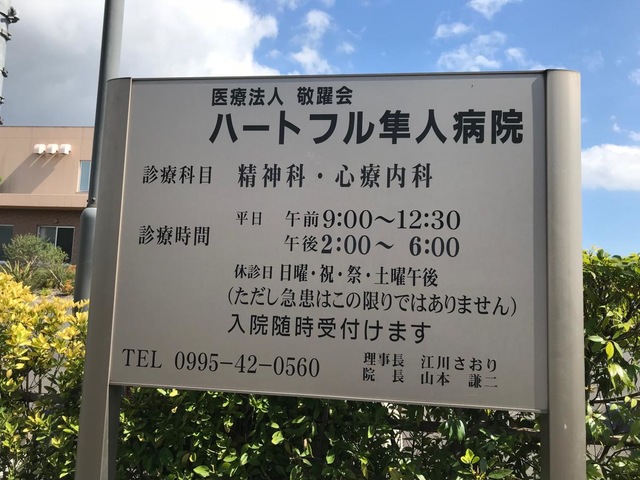 医療法人 敬躍会
ハートフル隼人病院
診療科目 精神科・心療内科
診療時間 平日 午前9:00～12:30
午後2:00～ 6:00
休診日 日曜・祝・祭・土曜午後
(ただし急患はこの限りではありません)
入院随時受付けます
TEL 0995-42-0560
理事長 江川さおり
院長 山本 謙二